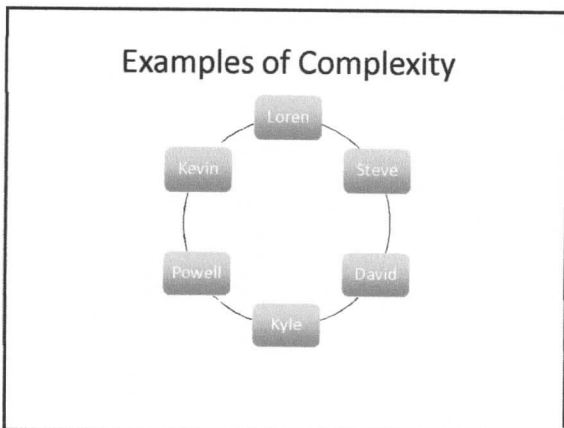 Examples of Complexity
Loren
Steve
David
Kyle
Powell
Kevin